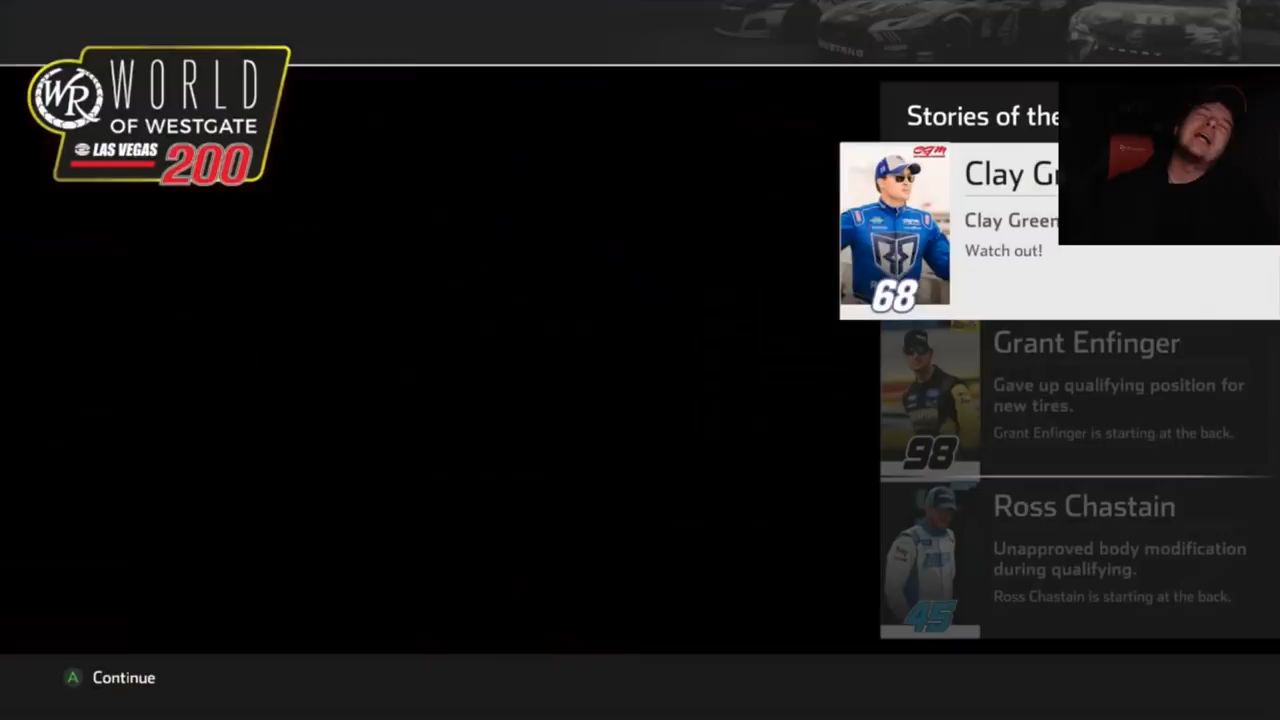 WR WORLD
OF WESTGATE
LAS VEGAS 200
Stories of the
CGM
Clay Gr
Clay Green
Watch out!
68
Grant Enfinger
Gave up qualifying position for
new tires.
Grant Enfinger is starting at the back.
98
Ross Chastain
Unapproved body modification
during qualifying.
Ross Chastain is starting at the back.
45
A Continue